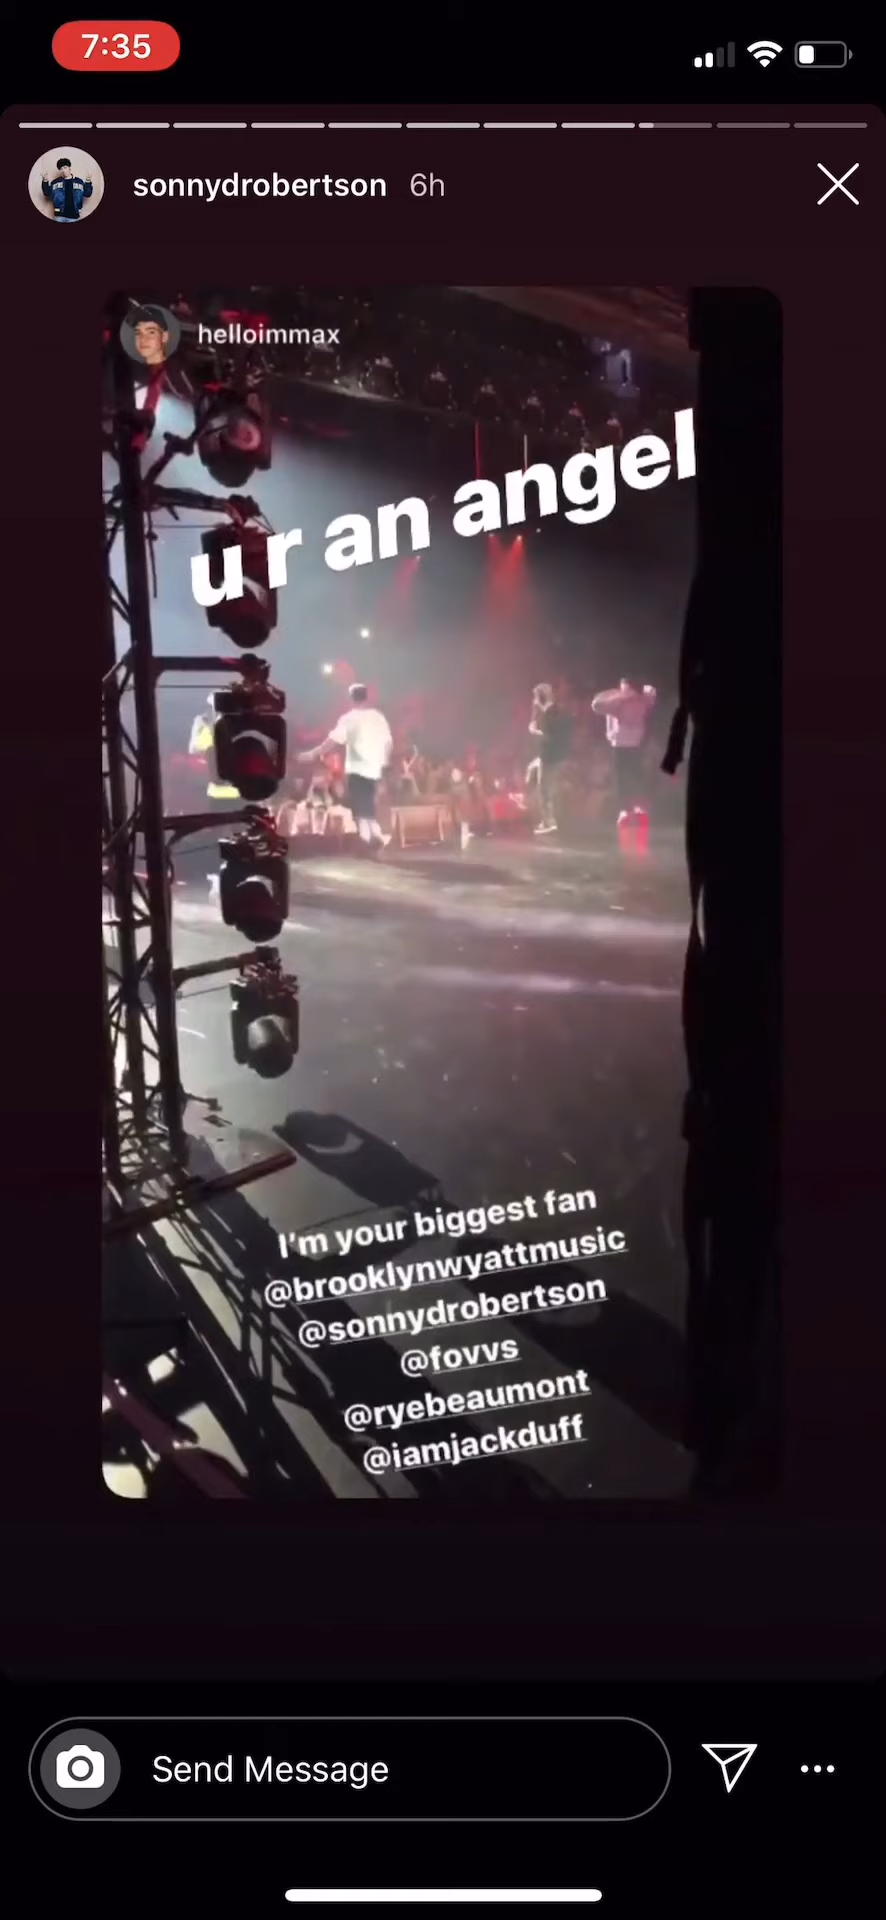 7:35
sonnydrobertson 6h
helloimmax
u r an angel
I'm your biggest fan
@brooklynwyattmusic
@sonnydrobertson
@fovvs
@ryebeaumont
@iamjackduff
Send Message